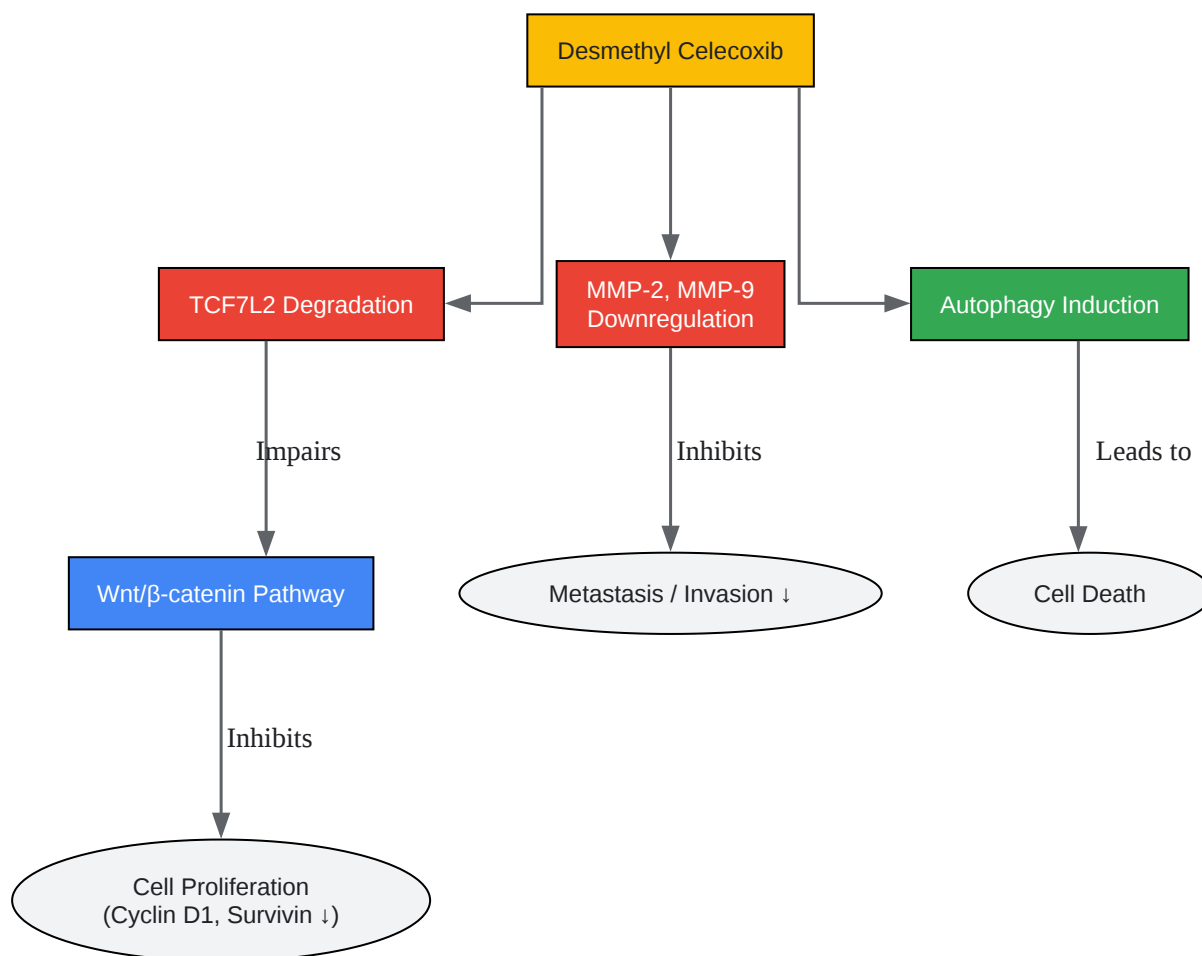 Desmethyl Celecoxib
TCF7L2 Degradation
MMP-2, MMP-9
Downregulation
Autophagy Induction
Impairs
Inhibits
Leads to
Wnt/β-catenin Pathway
Metastasis / Invasion ↓
Cell Death
Inhibits
Cell Proliferation
(Cyclin D1, Survivin ↓)